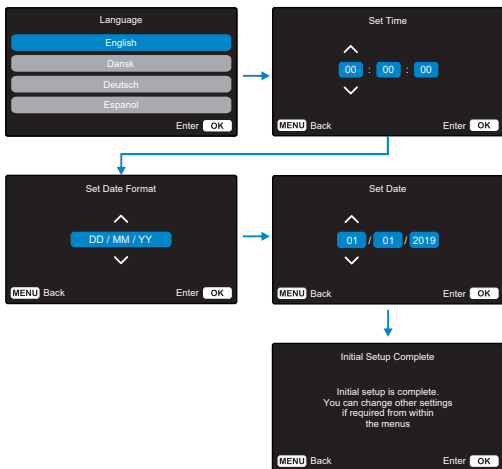 Language
English
Dansk
Deutsch
Espanol
Enter OK
Set Time
00 : 00 : 00
MENU Back Enter OK
Set Date Format
DD / MM / YY
MENU Back Enter OK
Set Date
01 / 01 / 2019
MENU Back Enter OK
Initial Setup Complete
Initial setup is complete.
You can change other settings
if required from within
the menus
MENU Back Enter OK